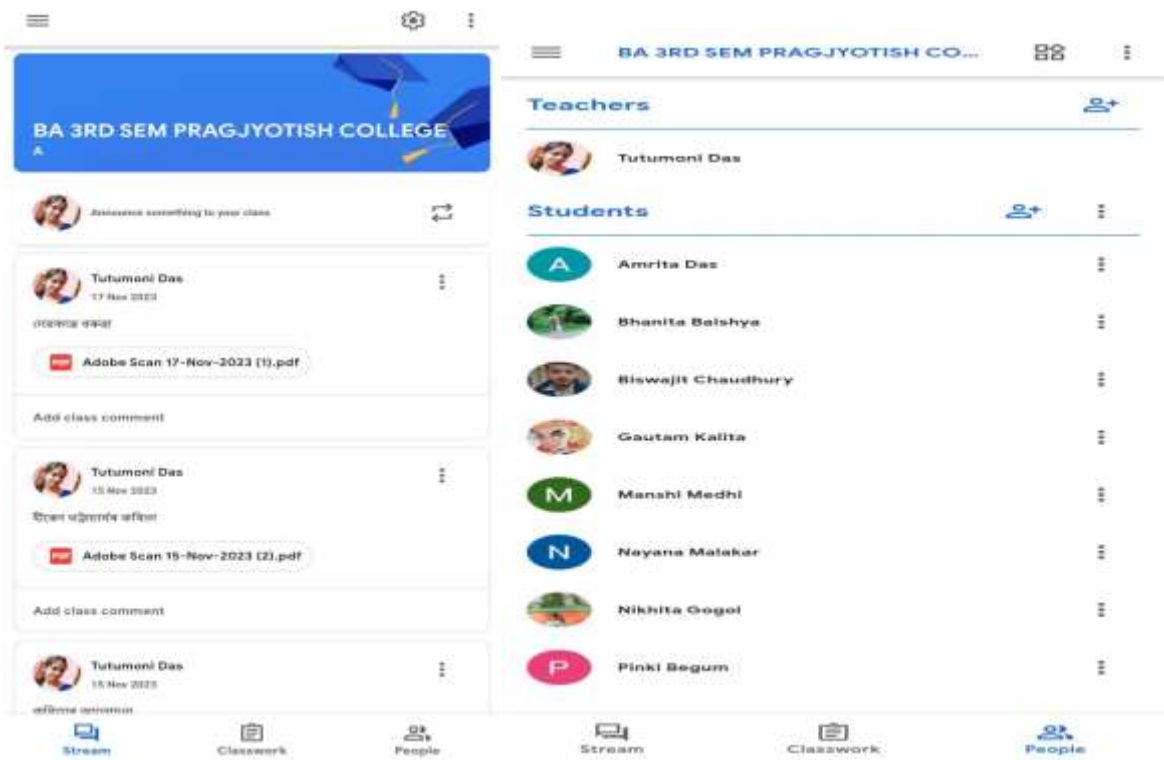 BA 3RD SEM PRAGJYOTISH COLLEGE
A
Announce something to your class
Tutumoni Das
17 Nov 2023
Adobe Scan 17-Nov-2023 (1).pdf
Add class comment
Tutumoni Das
15 Nov 2023
হীৰেন ভট্টাচাৰ্যৰ কবিতা
Adobe Scan 15-Nov-2023 (2).pdf
Add class comment
Tutumoni Das
15 Nov 2023
Stream
Classwork
People
BA 3RD SEM PRAGJYOTISH CO...
Teachers
Tutumoni Das
Students
A
Amrita Das
Bhanita Baishya
Biswajit Chaudhury
Gautam Kalita
M
Manshi Medhi
N
Nayana Malakar
Nikhita Gogoi
P
Pinki Begum
Stream
Classwork
People